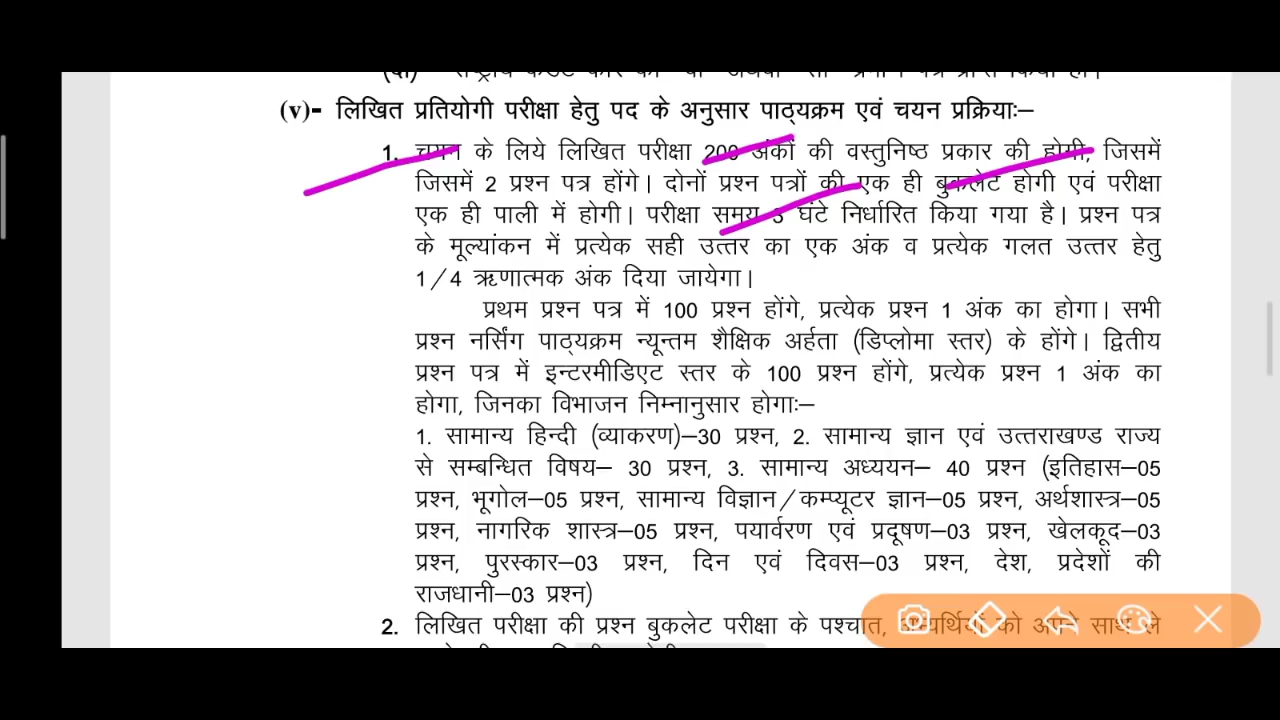 (v)- लिखित प्रतियोगी परीक्षा हेतु पद के अनुसार पाठ्यक्रम एवं चयन प्रक्रियाः–
1. चयन के लिये लिखित परीक्षा 200 अंकों की वस्तुनिष्ठ प्रकार की होगी, जिसमें
जिसमें 2 प्रश्न पत्र होंगे। दोनों प्रश्न पत्रों की एक ही बुकलेट होगी एवं परीक्षा
एक ही पाली में होगी। परीक्षा समय 3 घंटे निर्धारित किया गया है। प्रश्न पत्र
के मूल्यांकन में प्रत्येक सही उत्तर का एक अंक व प्रत्येक गलत उत्तर हेतु
1/4 ऋणात्मक अंक दिया जायेगा।
प्रथम प्रश्न पत्र में 100 प्रश्न होंगे, प्रत्येक प्रश्न 1 अंक का होगा। सभी
प्रश्न नर्सिंग पाठ्यक्रम न्यून्तम शैक्षिक अर्हता (डिप्लोमा स्तर) के होंगे। द्वितीय
प्रश्न पत्र में इन्टरमीडिएट स्तर के 100 प्रश्न होंगे, प्रत्येक प्रश्न 1 अंक का
होगा, जिनका विभाजन निम्नानुसार होगाः–
1. सामान्य हिन्दी (व्याकरण)–30 प्रश्न, 2. सामान्य ज्ञान एवं उत्तराखण्ड राज्य
से सम्बन्धित विषय– 30 प्रश्न, 3. सामान्य अध्ययन– 40 प्रश्न (इतिहास–05
प्रश्न, भूगोल–05 प्रश्न, सामान्य विज्ञान/कम्प्यूटर ज्ञान–05 प्रश्न, अर्थशास्त्र–05
प्रश्न, नागरिक शास्त्र–05 प्रश्न, पर्यावरण एवं प्रदूषण–03 प्रश्न, खेलकूद–03
प्रश्न, पुरस्कार–03 प्रश्न, दिन एवं दिवस–03 प्रश्न, देश, प्रदेशों की
राजधानी–03 प्रश्न)
2. लिखित परीक्षा की प्रश्न बुकलेट परीक्षा के पश्चात, अभ्यर्थियों को अपने साथ ले